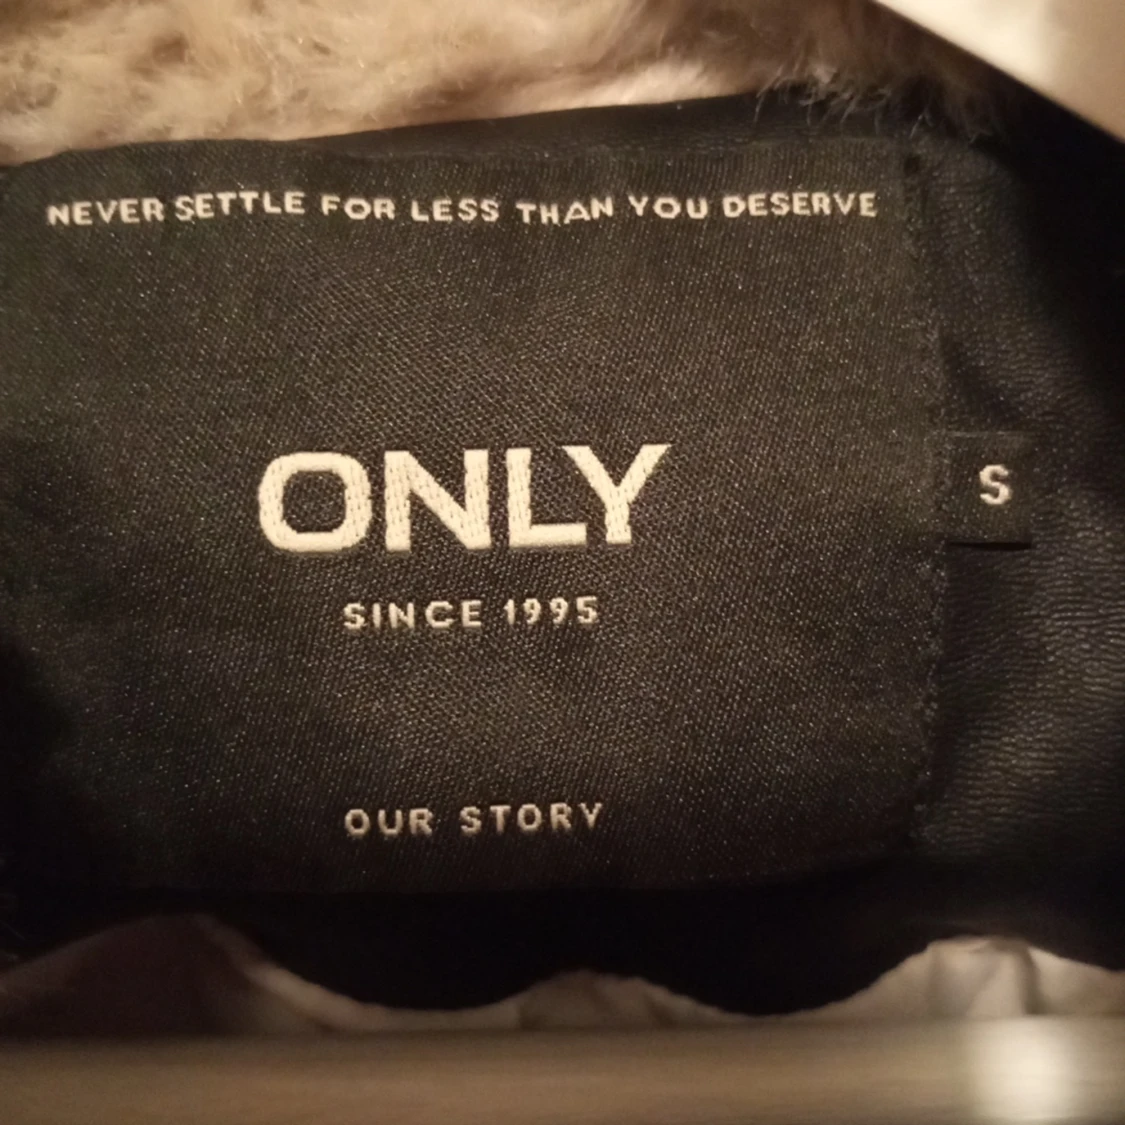 NEVER SETTLE FOR LESS THAN YOU DESERVE
ONLY
S
SINCE 1995
OUR STORY